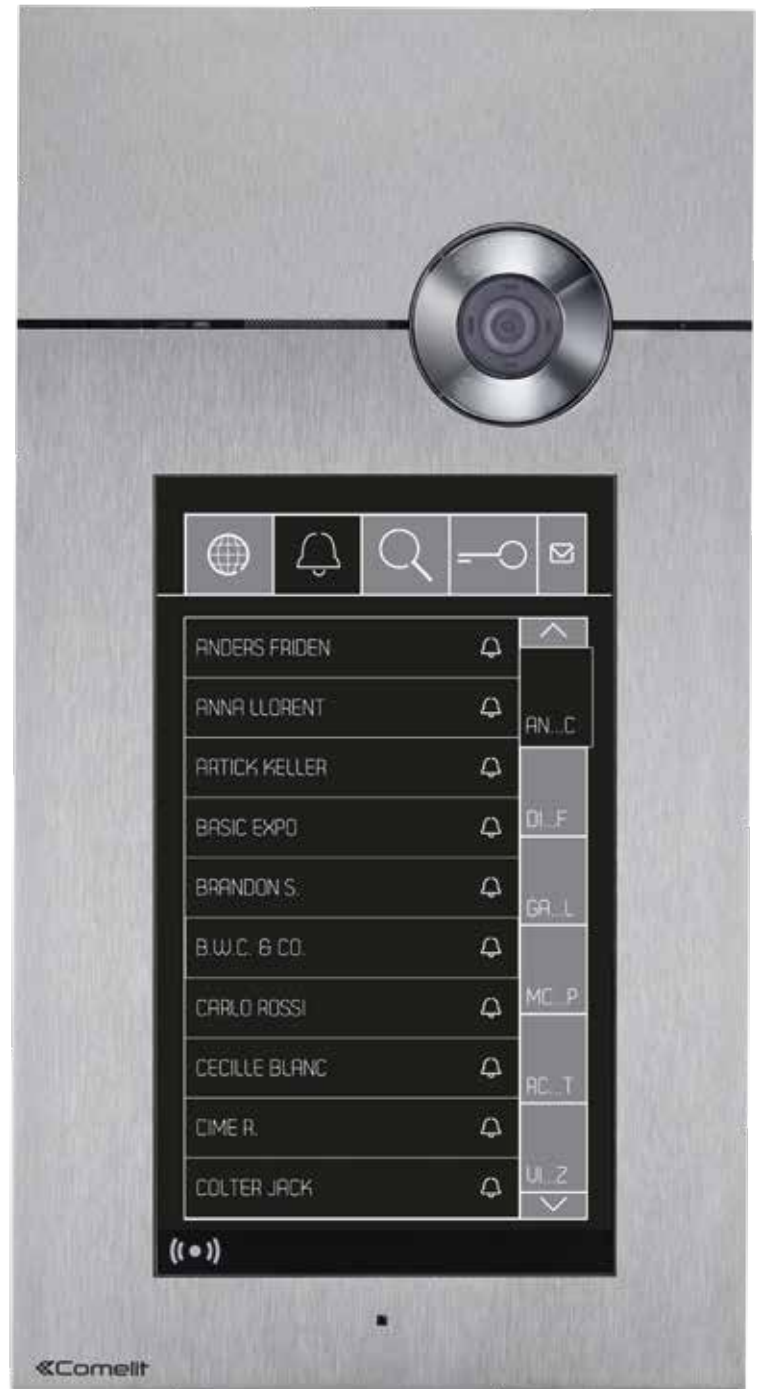 ANDERS FRIDEN
ANNA LLORENT
ARTICK KELLER
BASIC EXPO
BRANDON S.
B.W.C. & CO.
CARLO ROSSI
CECILLE BLANC
CIME R.
COLTER JACK
AN...C
DI...F
GA...L
MC...P
RC...T
UI...Z
Comelit